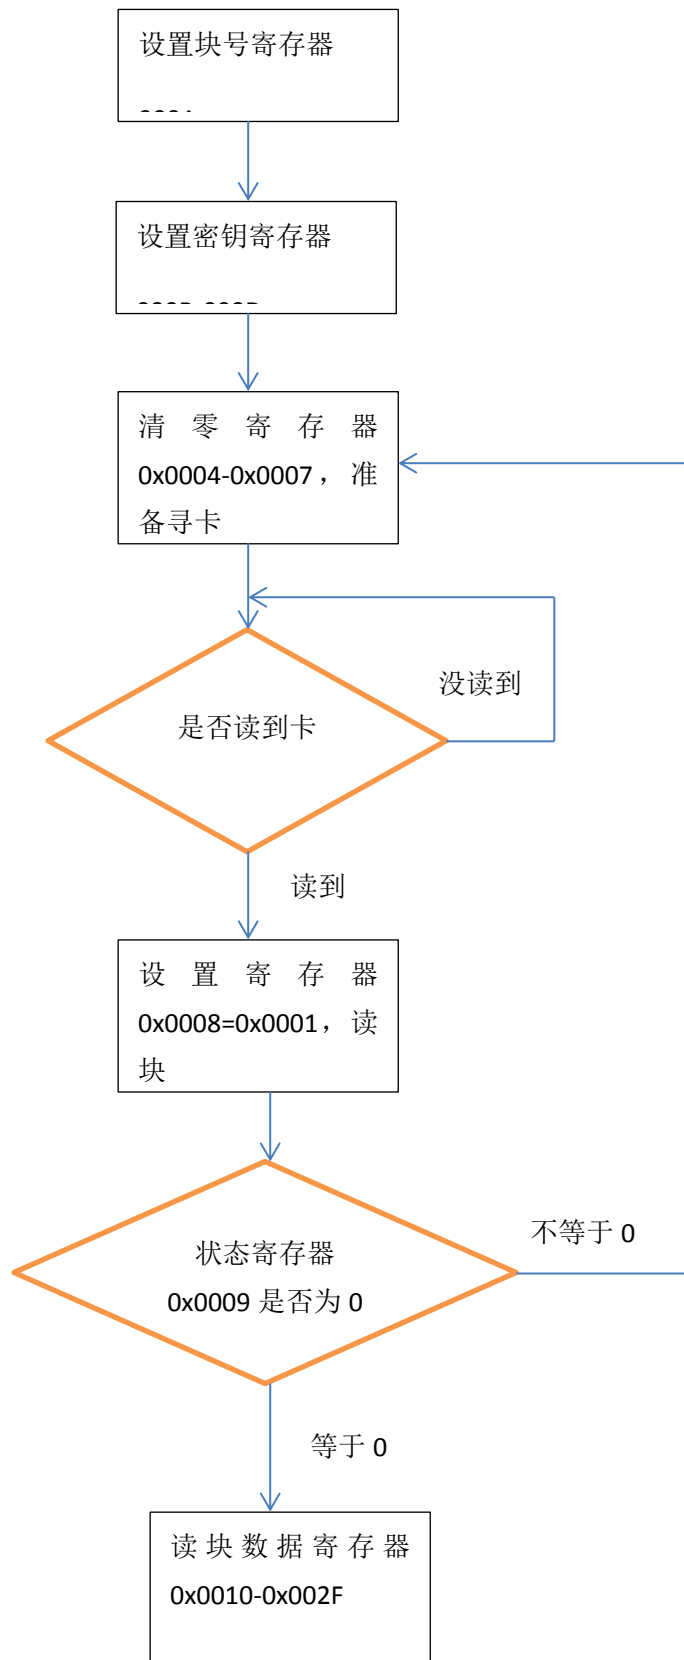 设置块号寄存器
设置密钥寄存器
清零寄存器
0x0004-0x0007，准
备寻卡
没读到
是否读到卡
读到
设置寄存器
0x0008=0x0001，读
块
不等于 0
状态寄存器
0x0009 是否为 0
等于 0
读块数据寄存器
0x0010-0x002F